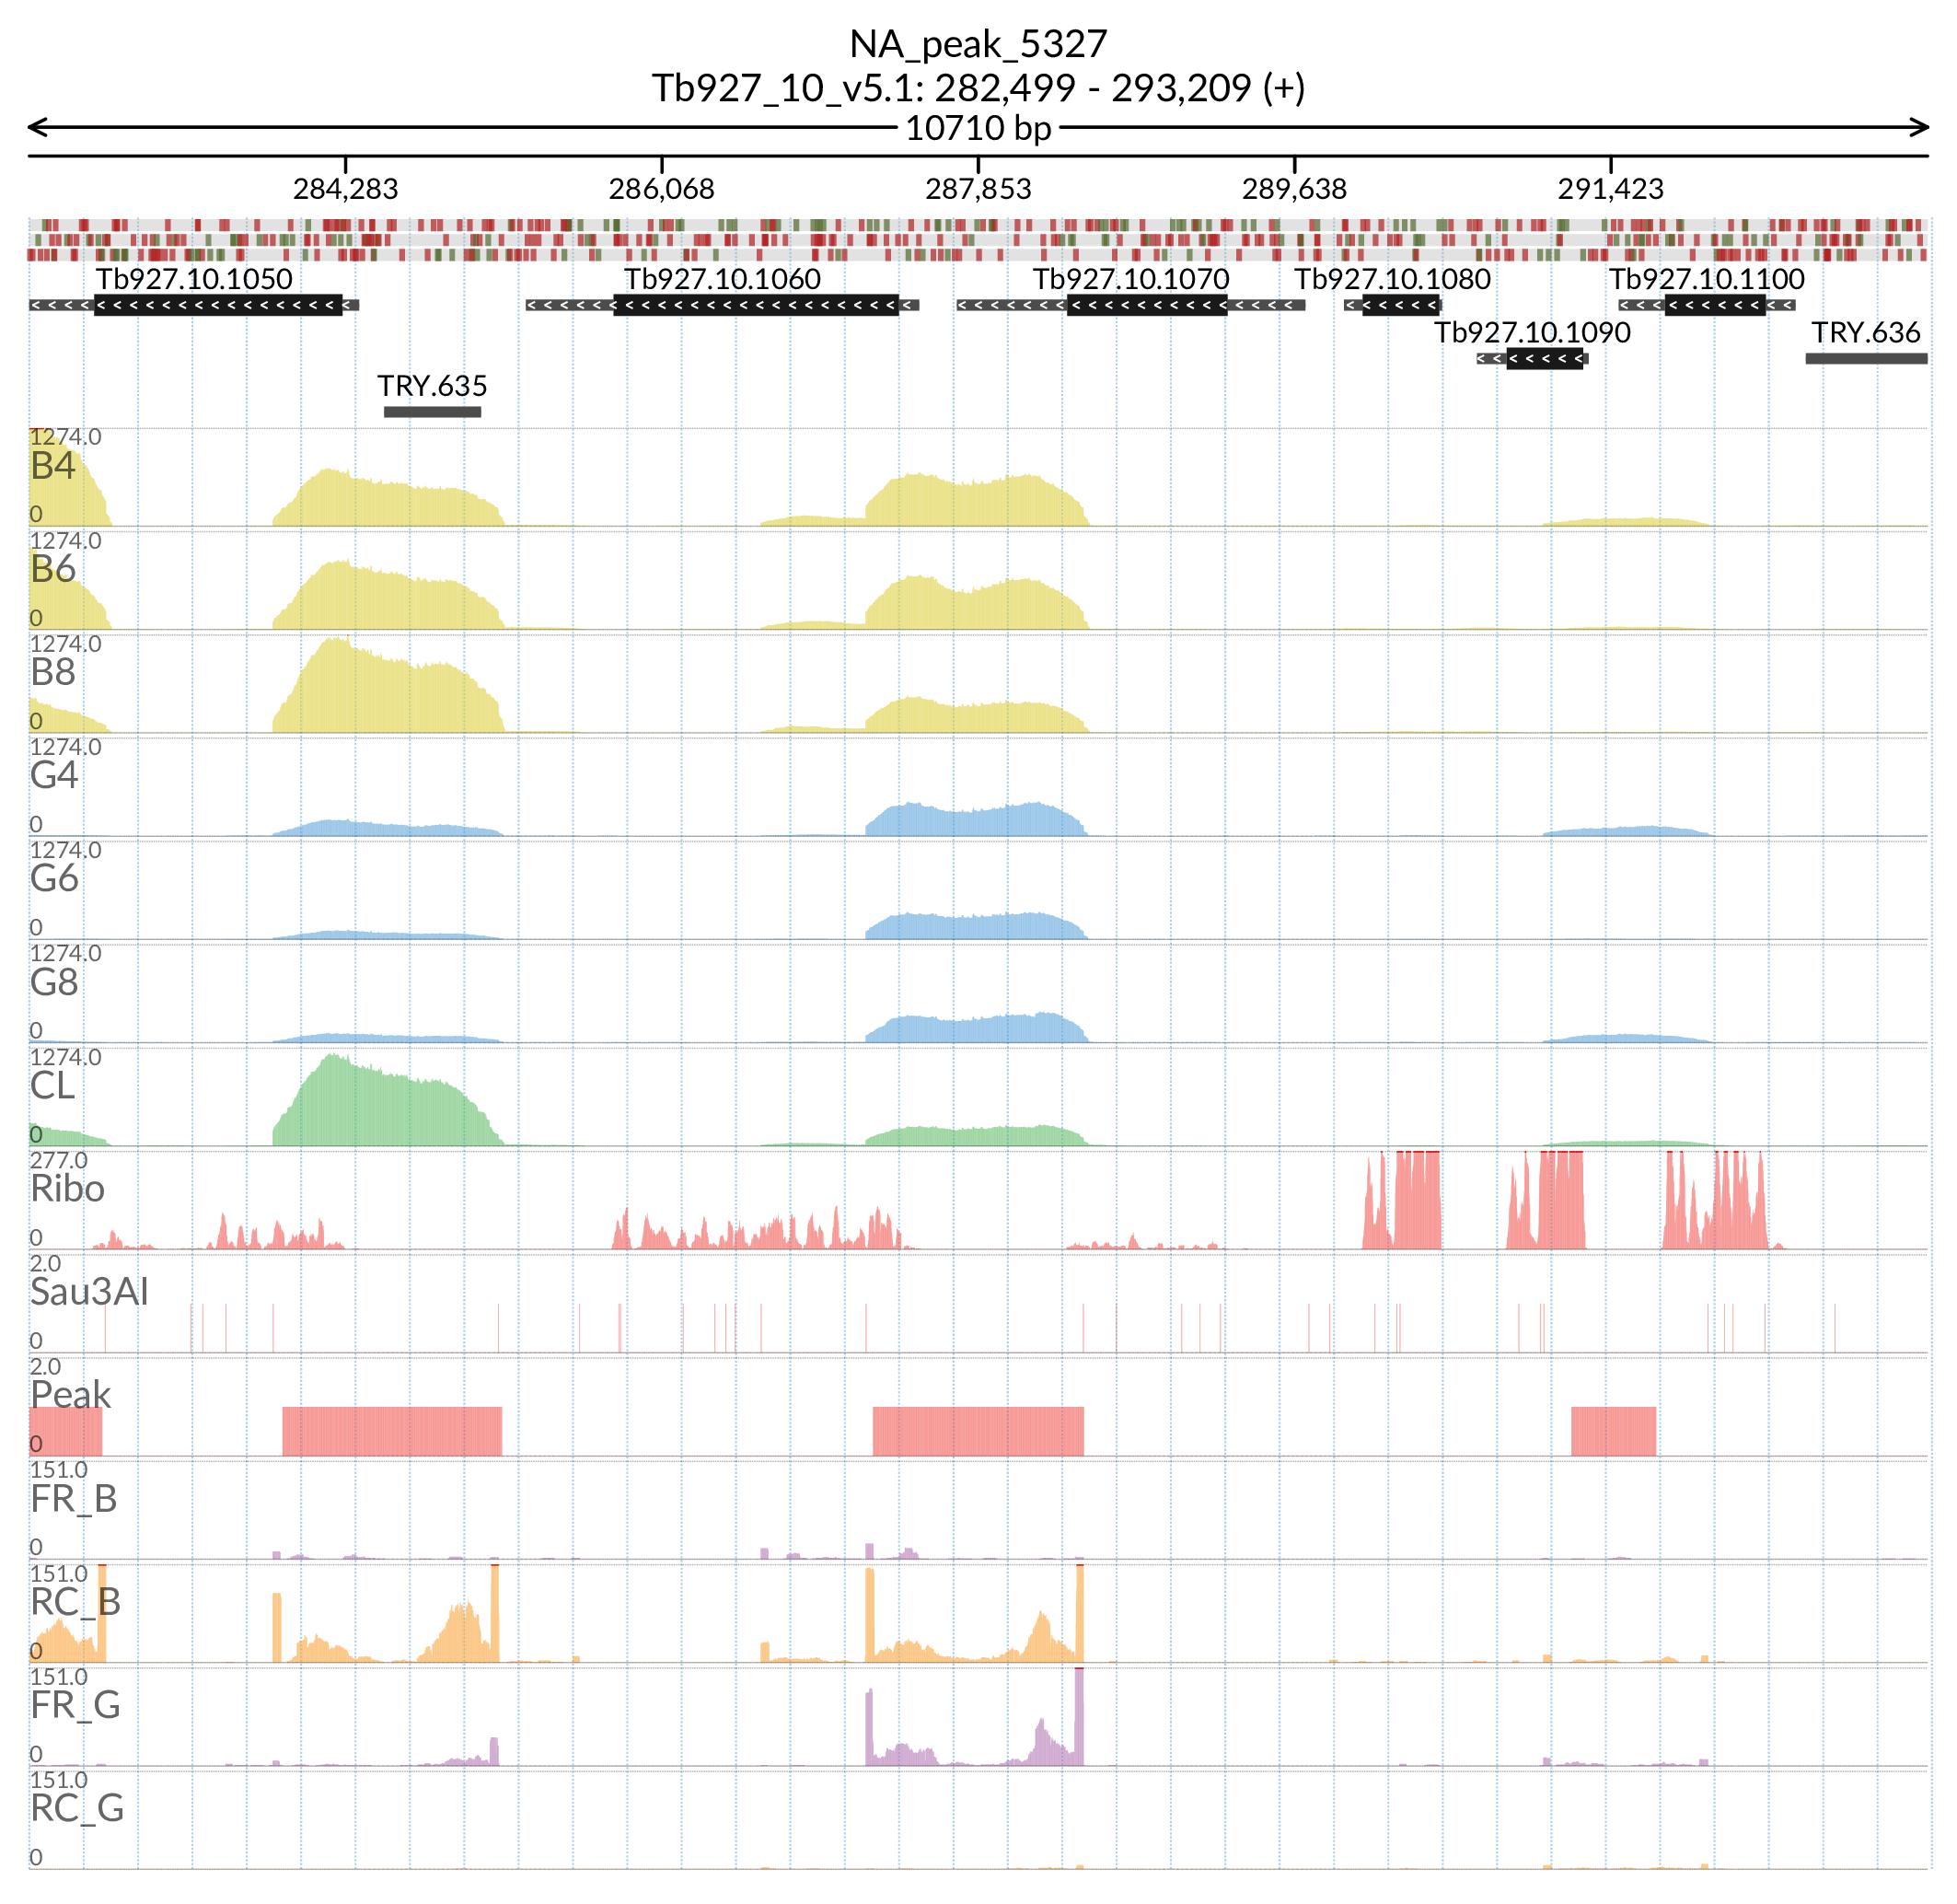 NA_peak_5327
Tb927_10_v5.1: 282,499 - 293,209 (+)
10710 bp
284,283 286,068 287,853 289,638 291,423
Tb927.10.1050 Tb927.10.1060 Tb927.10.1070 Tb927.10.1080 Tb927.10.1100
Tb927.10.1090 TRY.636
TRY.635
1274.0
B4
0
1274.0
B6
0
1274.0
B8
0
1274.0
G4
0
1274.0
G6
0
1274.0
G8
0
1274.0
CL
0
277.0
Ribo
0
2.0
Sau3AI
0
2.0
Peak
0
151.0
FR_B
0
151.0
RC_B
0
151.0
FR_G
0
151.0
RC_G
0